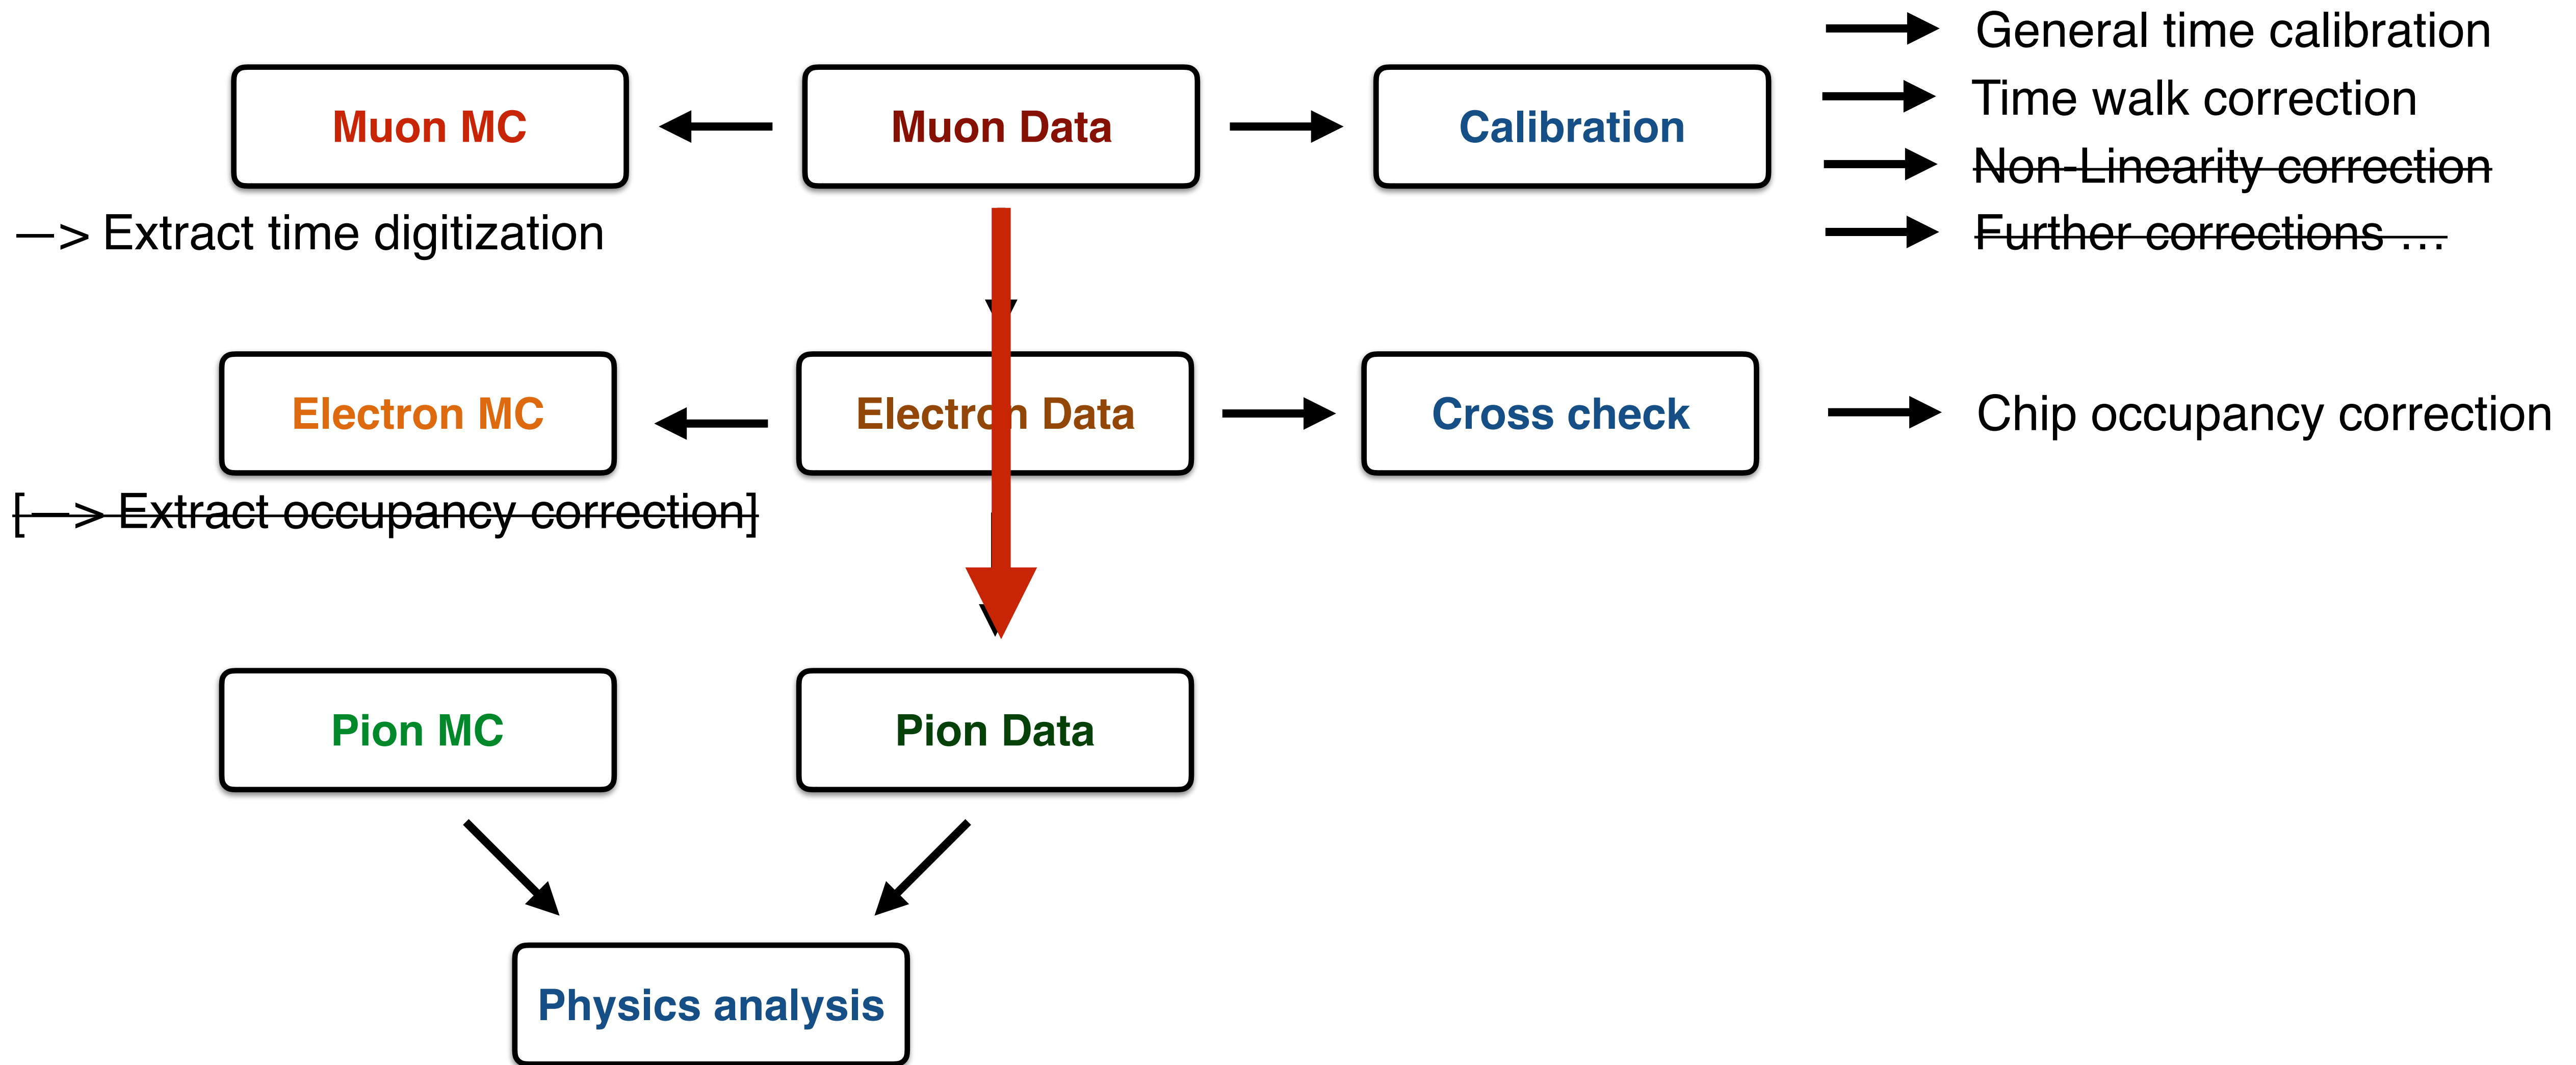 General time calibration
Muon MC
Muon Data
Calibration
Time walk correction
Non-Linearity correction
—> Extract time digitization
Further corrections …
Electron MC
Electron Data
Cross check
Chip occupancy correction
[—> Extract occupancy correction]
Pion MC
Pion Data
Physics analysis